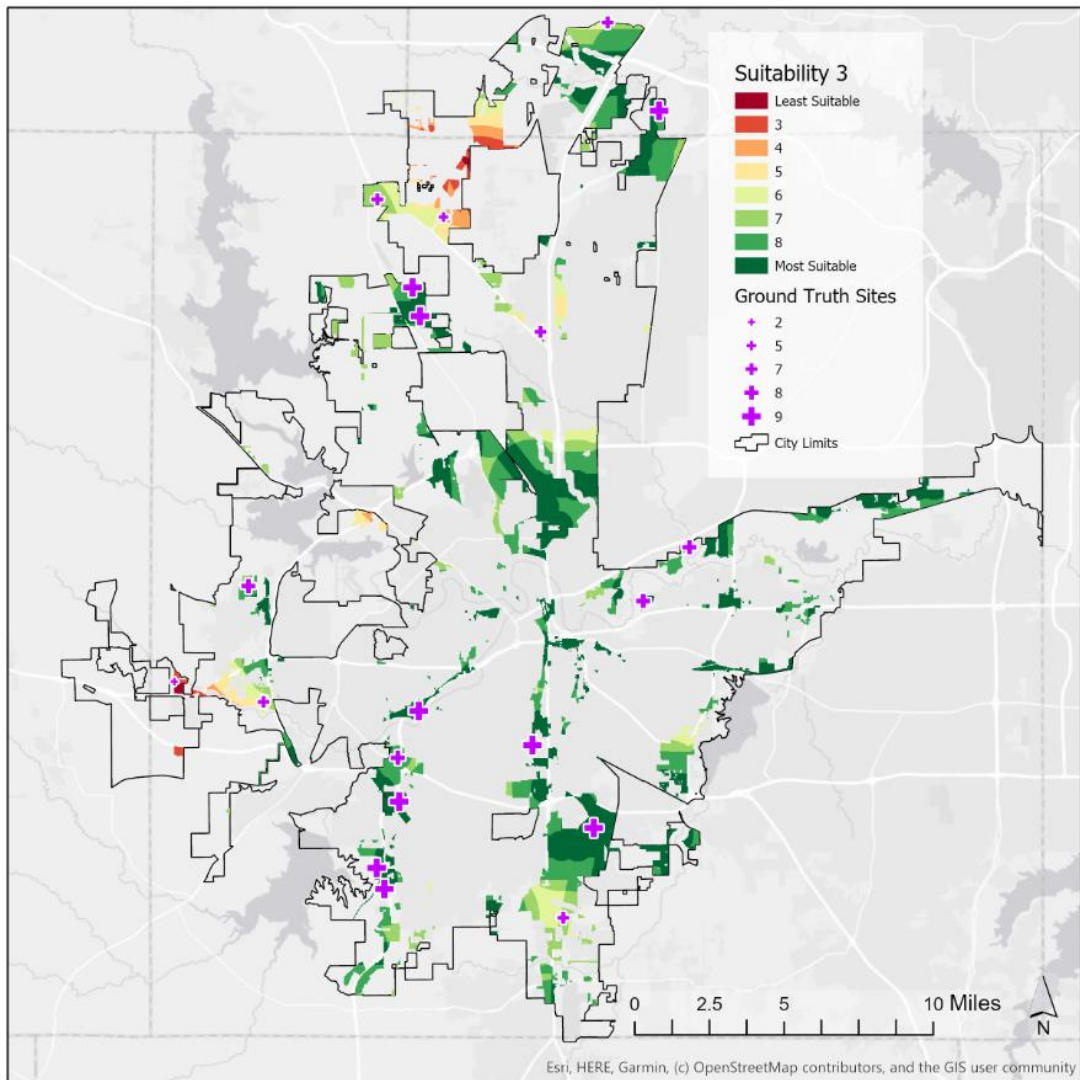 Suitability 3
Least Suitable
3
4
5
6
7
8
Most Suitable
Ground Truth Sites
2
5
7
8
9
City Limits
0 2.5 5 10 Miles
N
Esri, HERE, Garmin, (c) OpenStreetMap contributors, and the GIS user community